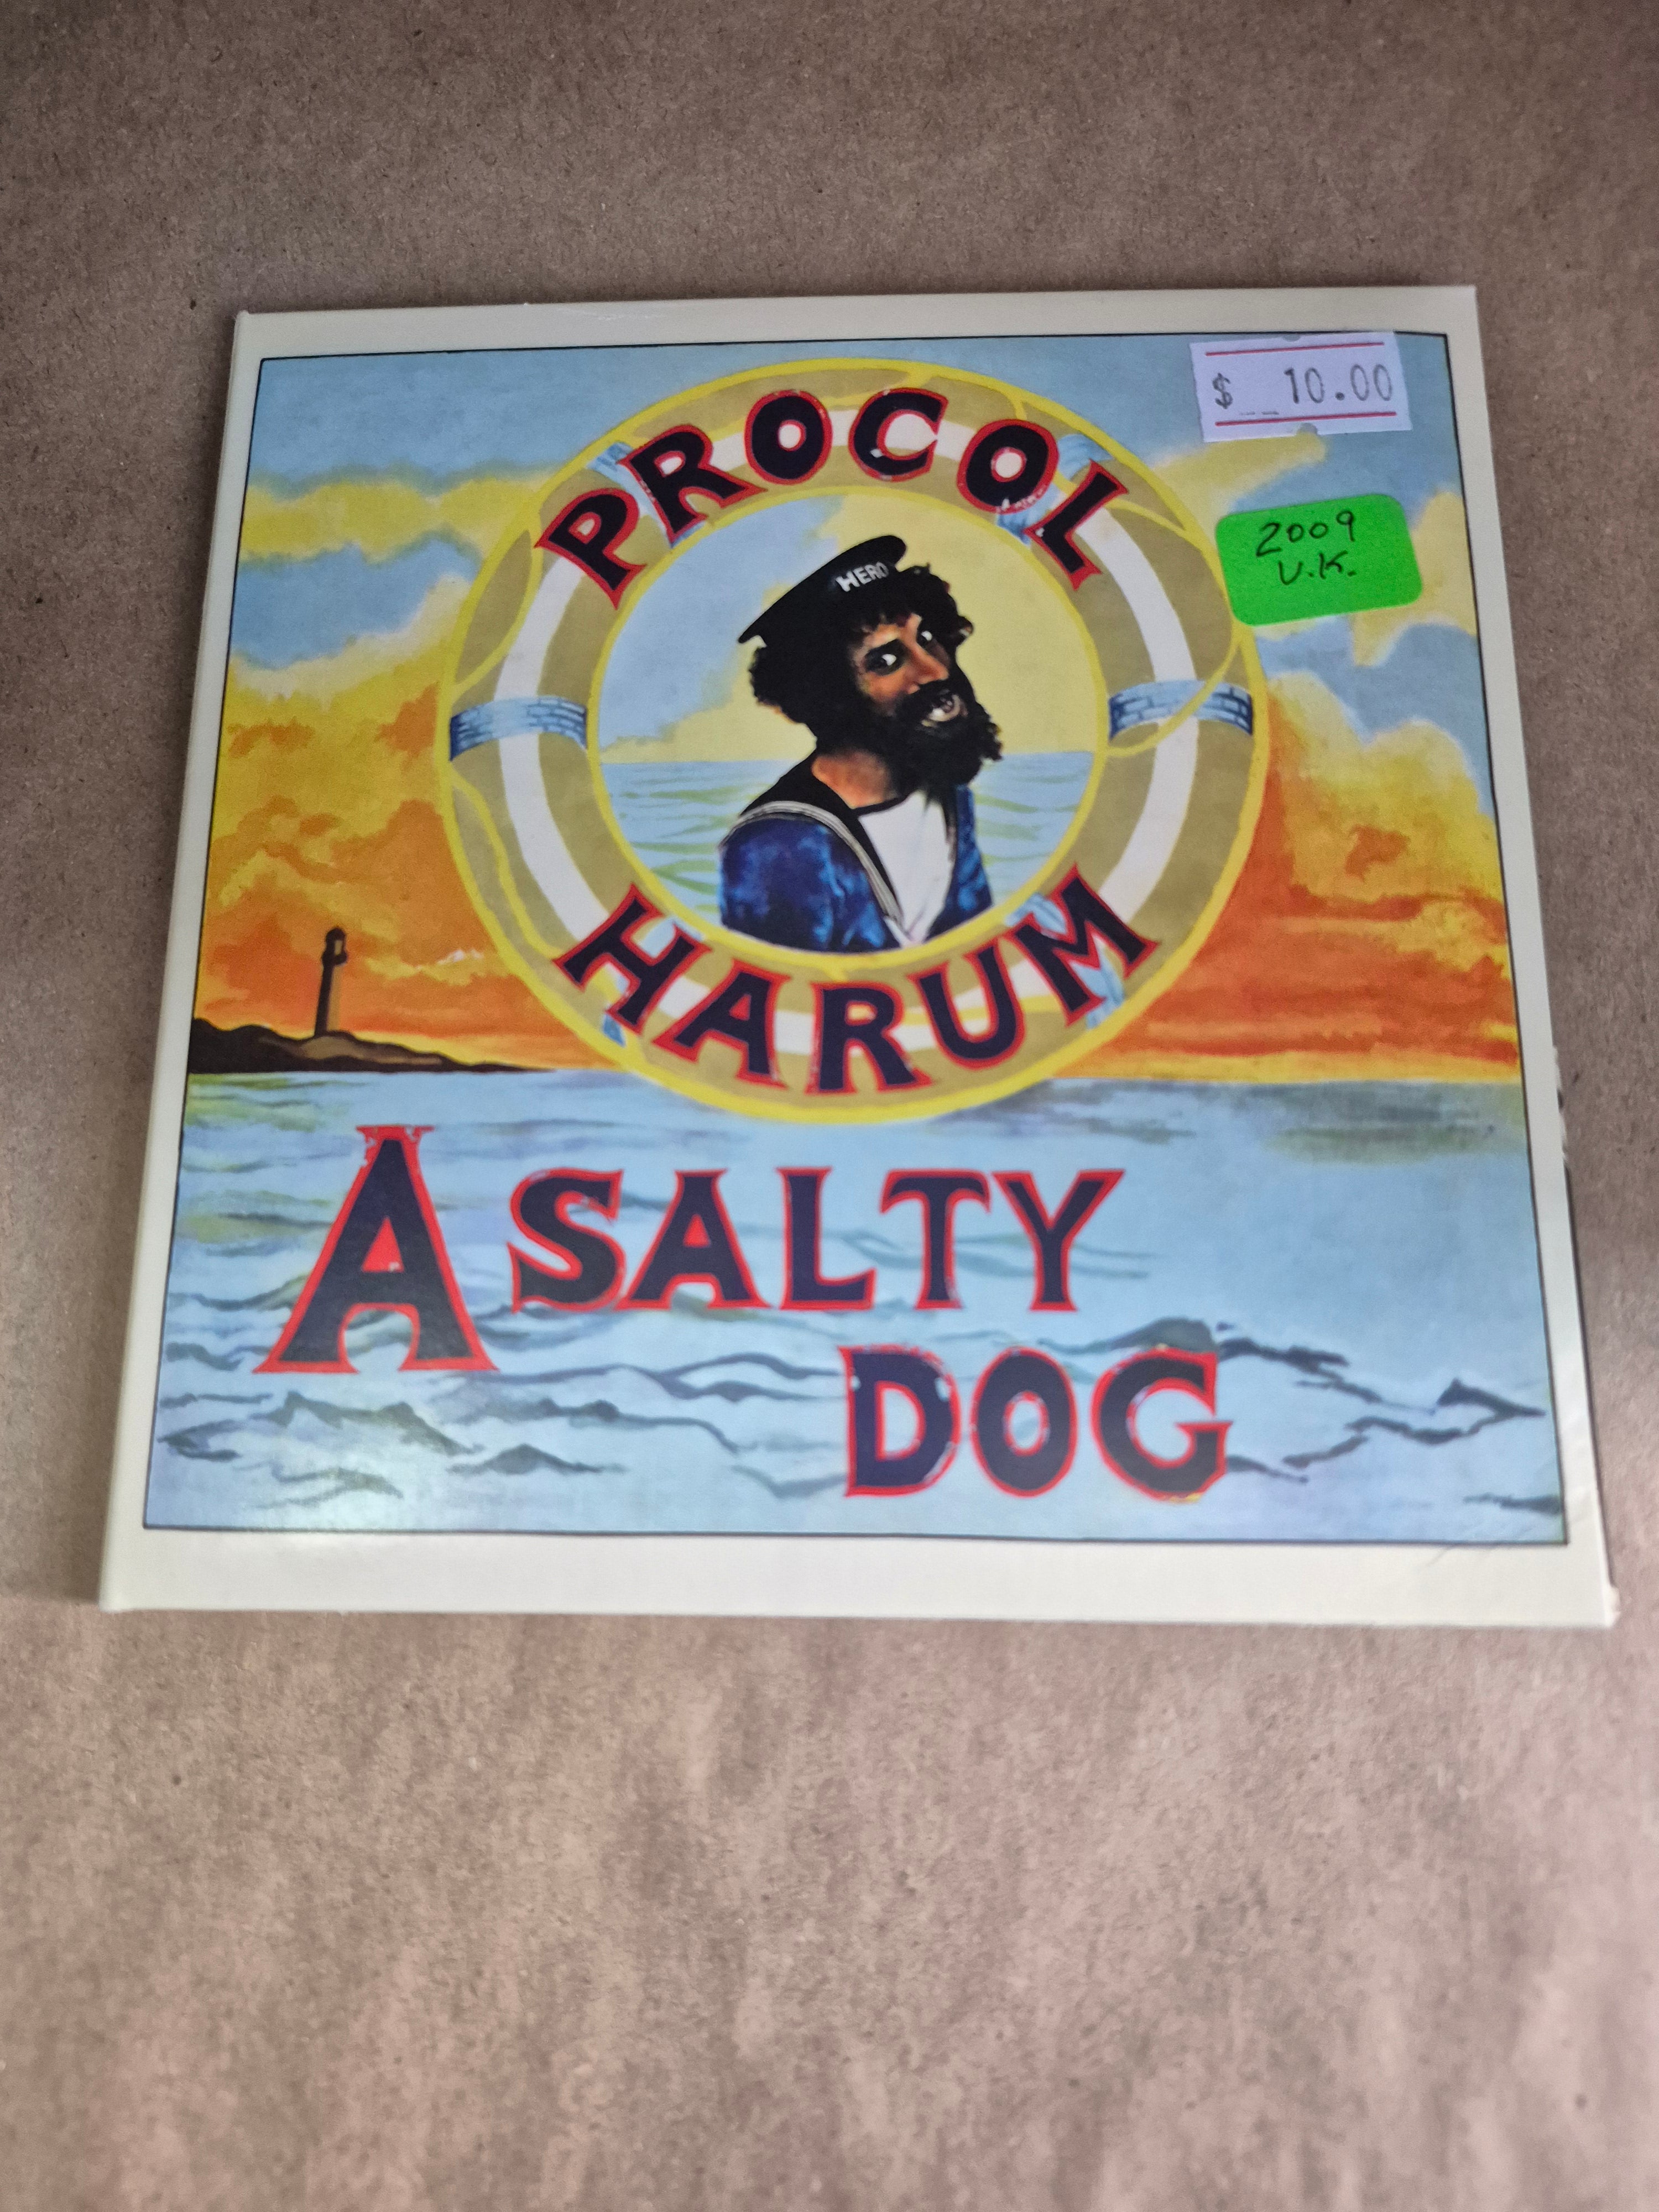 $ 10.00
PROCOL
2009
U.K.
HERO
HARUM
A SALTY
DOG